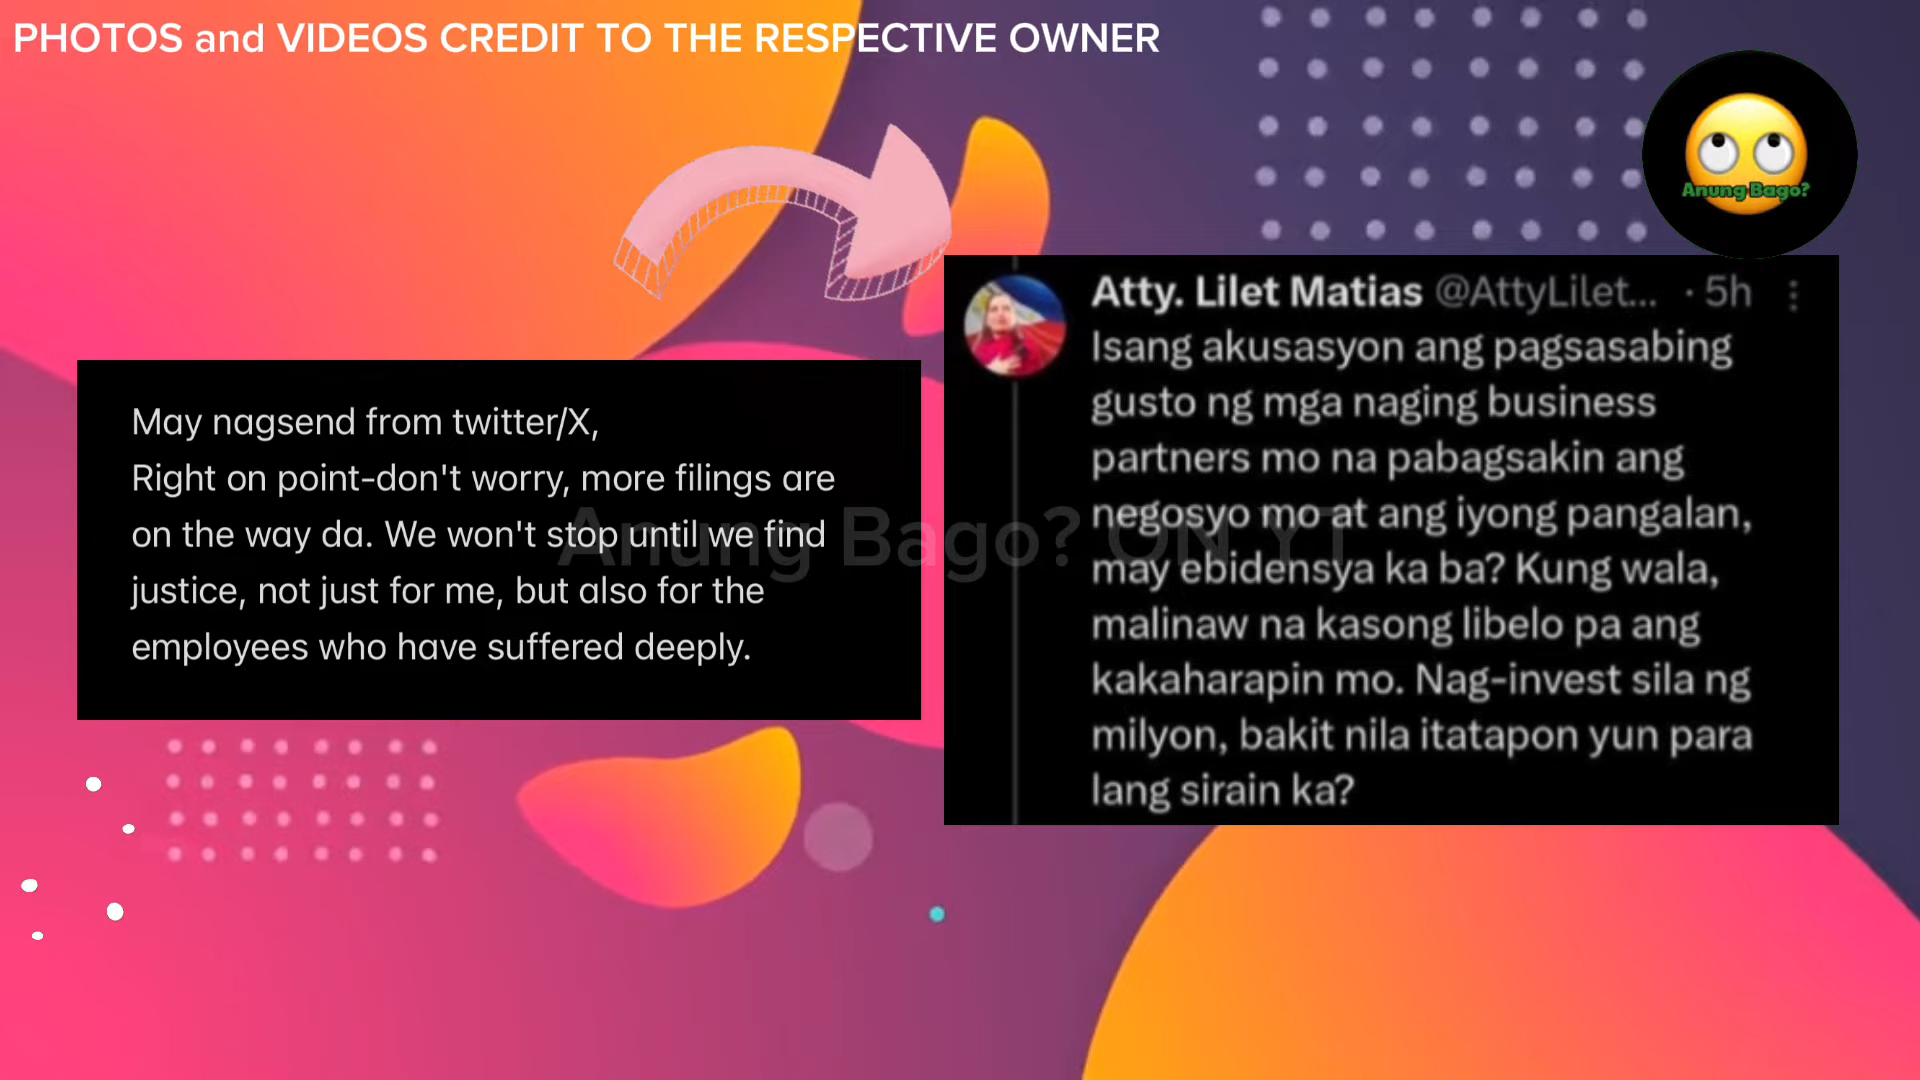 PHOTOS and VIDEOS CREDIT TO THE RESPECTIVE OWNER
Anung Bago?
May nagsend from twitter/X,
Right on point-don't worry, more filings are
on the way da. We won't stop until we find
justice, not just for me, but also for the
employees who have suffered deeply.
Atty. Lilet Matias @AttyLilet... · 5h
Isang akusasyon ang pagsasabing
gusto ng mga naging business
partners mo na pabagsakin ang
negosyo mo at ang iyong pangalan,
may ebidensya ka ba? Kung wala,
malinaw na kasong libelo pa ang
kakaharapin mo. Nag-invest sila ng
milyon, bakit nila itatapon yun para
lang sirain ka?
Anung Bago? ON YT